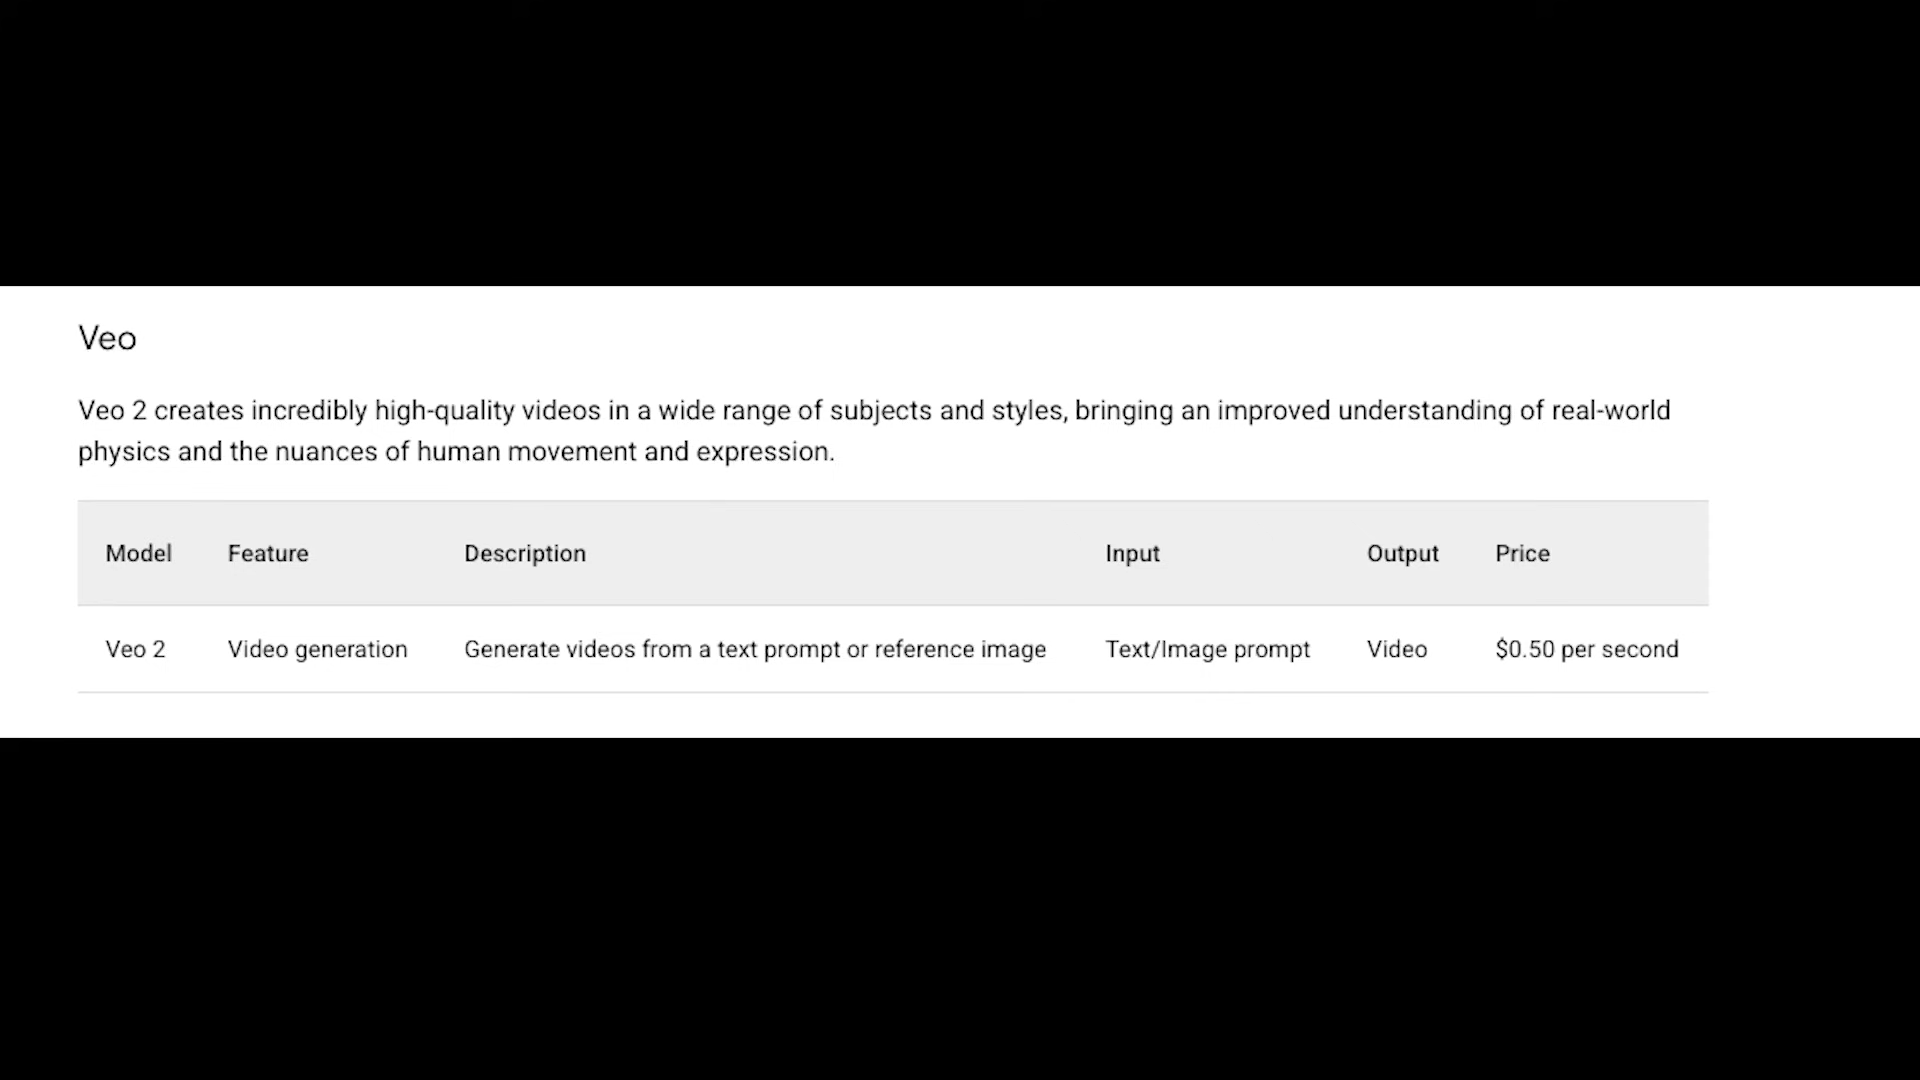 Veo
Veo 2 creates incredibly high-quality videos in a wide range of subjects and styles, bringing an improved understanding of real-world
physics and the nuances of human movement and expression.
Model Feature Description Input Output Price
Veo 2 Video generation Generate videos from a text prompt or reference image Text/Image prompt Video $0.50 per second